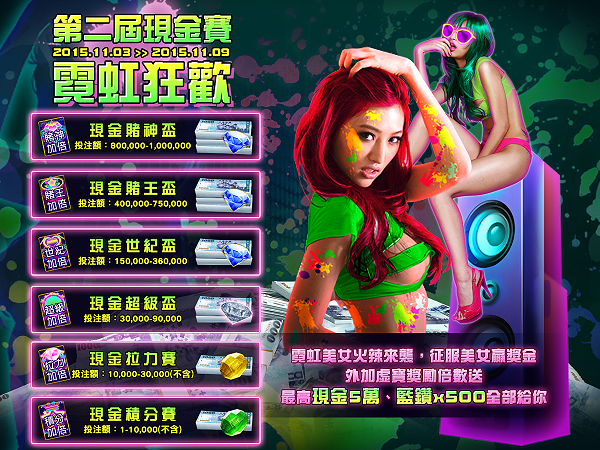 第二屆現金賽
2015.11.03 >> 2015.11.09
霓虹狂歡
賭神
加倍
現金賭神盃
投注額：800,000-1,000,000
賭王
加倍
現金賭王盃
投注額：400,000-750,000
世紀
加倍
現金世紀盃
投注額：150,000-360,000
超級
加倍
現金超級盃
投注額：30,000-90,000
拉力
加倍
現金拉力賽
投注額：10,000-30,000(不含)
積分
加倍
現金積分賽
投注額：1-10,000(不含)
霓虹美女火辣來襲，征服美女贏獎金
外加虛寶獎勵倍數送
最高現金5萬、藍鑽x500全部給你